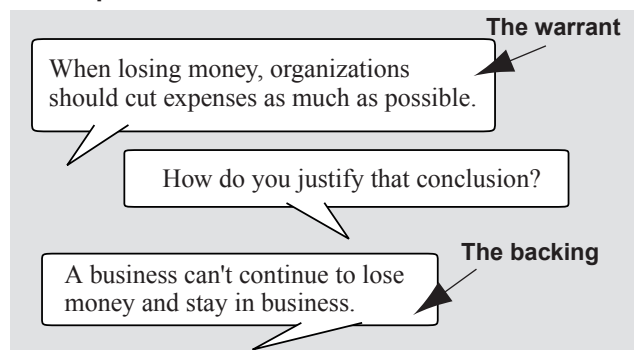 The warrant
When losing money, organizations
should cut expenses as much as possible.
How do you justify that conclusion?
The backing
A business can't continue to lose
money and stay in business.